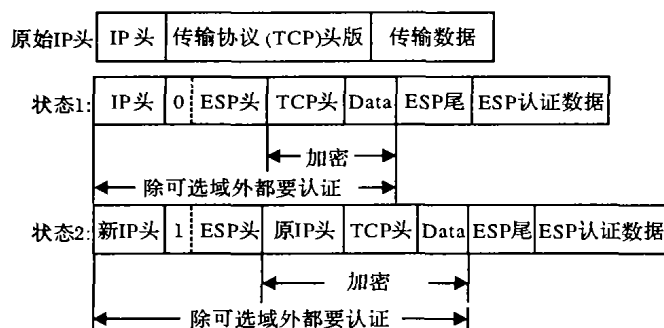 原始IP头 IP头 传输协议(TCP)头版 传输数据
状态1: IP头 0 ESP头 TCP头 Data ESP尾 ESP认证数据
加密
除可选域外都要认证
状态2: 新IP头 1 ESP头 原IP头 TCP头 Data ESP尾 ESP认证数据
加密
除可选域外都要认证